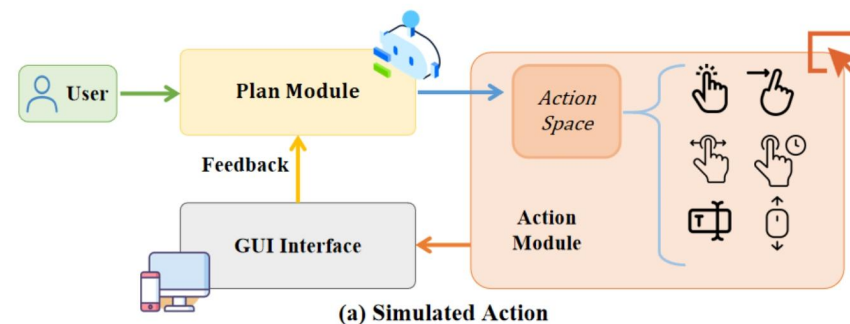 User
Plan Module
Action
Space
Feedback
GUI Interface
Action
Module
T
(a) Simulated Action